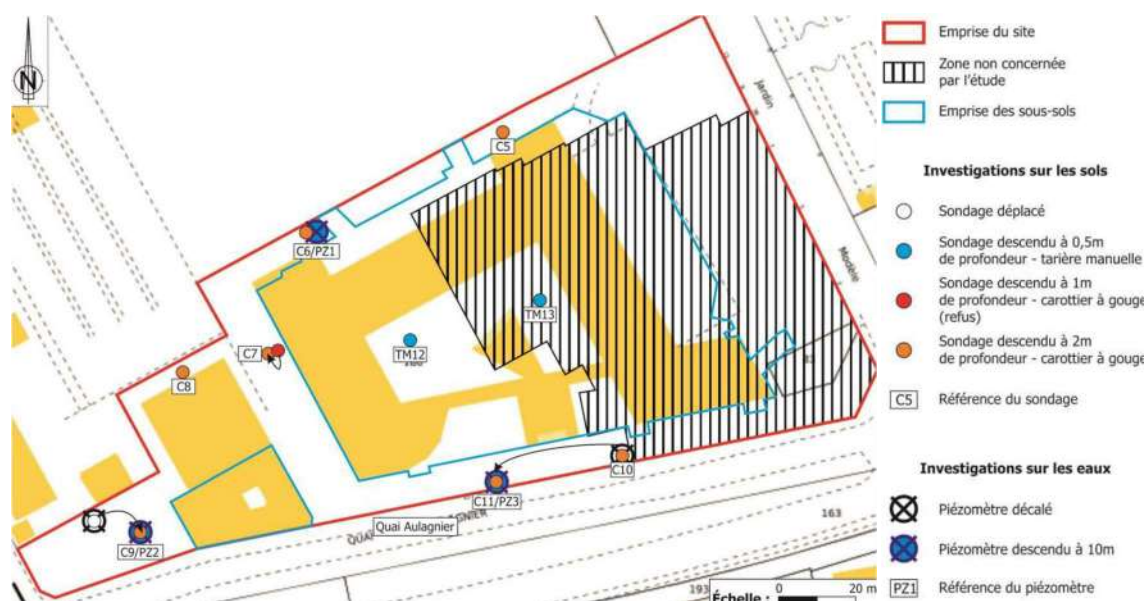 N
Jardin
Modèle
C5
C6/PZ1
TM13
TM12
C7
C8
C10
C11/PZ3
Quai Aulagnier
C9/PZ2
163
193
Échelle :
0 20 m
Emprise du site
Zone non concernée
par l'étude
Emprise des sous-sols
Investigations sur les sols
Sondage déplacé
Sondage descendu à 0,5m
de profondeur - tarière manuelle
Sondage descendu à 1m
de profondeur - carottier à gouge
(refus)
Sondage descendu à 2m
de profondeur - carottier à gouge
C5 Référence du sondage
Investigations sur les eaux
Piézomètre décalé
Piézomètre descendu à 10m
PZ1 Référence du piézomètre